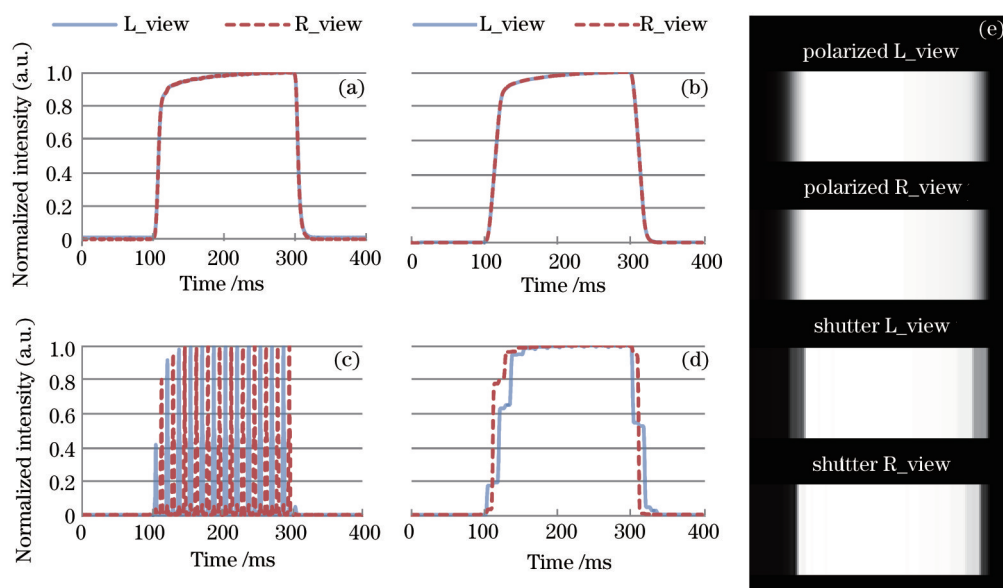 L_view R_view
L_view R_view
Normalized intensity (a.u.)
1.0
0.8
0.6
0.4
0.2
0
(a)
0 100 200 300 400
Time /ms
(b)
0 100 200 300 400
Time /ms
Normalized intensity (a.u.)
1.0
0.8
0.6
0.4
0.2
0
(c)
0 100 200 300 400
Time /ms
(d)
0 100 200 300 400
Time /ms
(e)
polarized L_view
polarized R_view
shutter L_view
shutter R_view